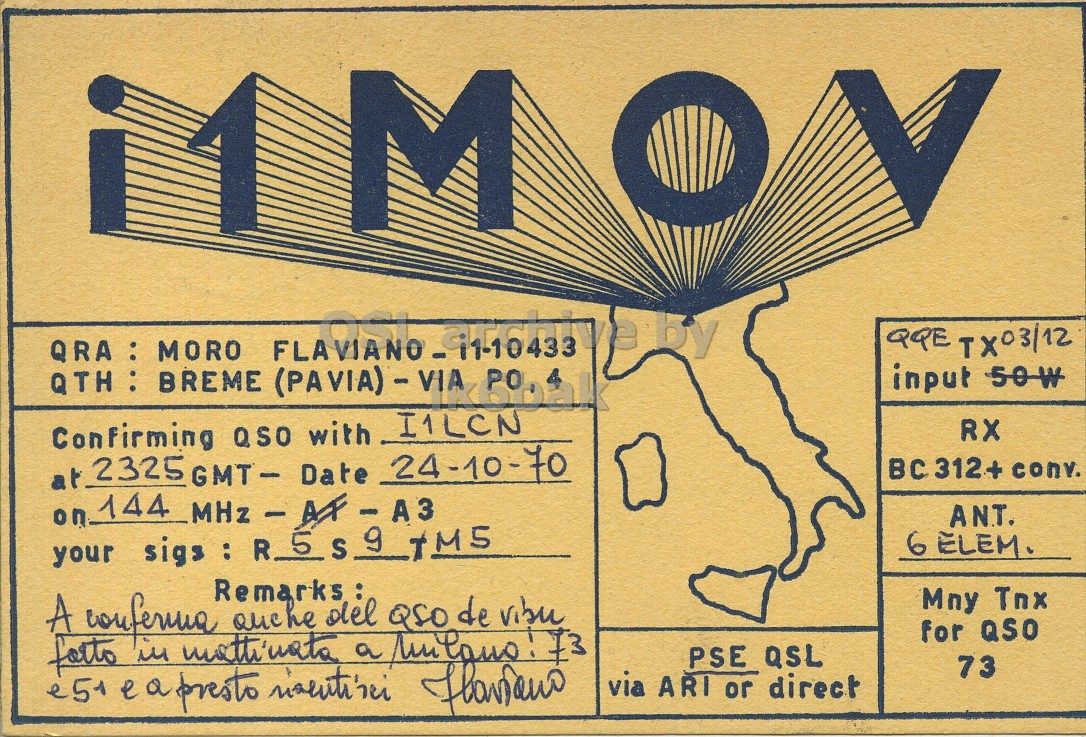 i1MOV
QSL archive by
ik6bak
QRA : MORO FLAVIANO - i1-10433
QTH : BREME (PAVIA) - VIA PO 4
Confirming QSO with I1LCN
at 2325 GMT - Date 24-10-70
on 144 MHz - A1 - A3
your sigs : R 5 S 9 T M5
Remarks :
A conferma anche del QSO de visu
fatto in mattinata a Milano! 73
e 51 e a presto risentirci Flaviano
PSE QSL
via ARI or direct
QQE TX 03/12
input 50 W
RX
BC 312 + conv.
ANT.
6 ELEM.
Mny Tnx
for QSO
73